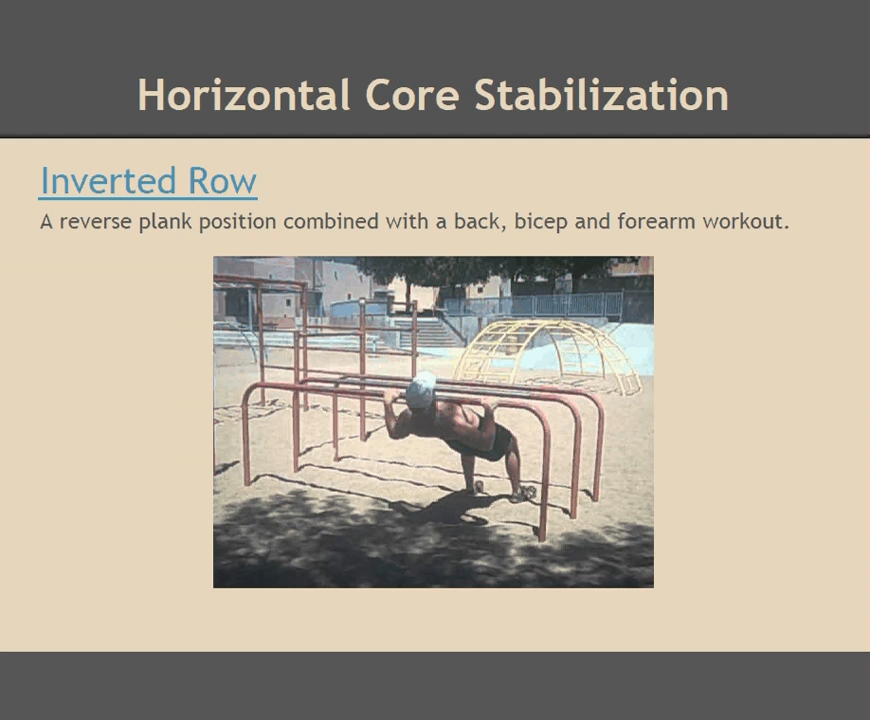 Horizontal Core Stabilization
Inverted Row
A reverse plank position combined with a back, bicep and forearm workout.